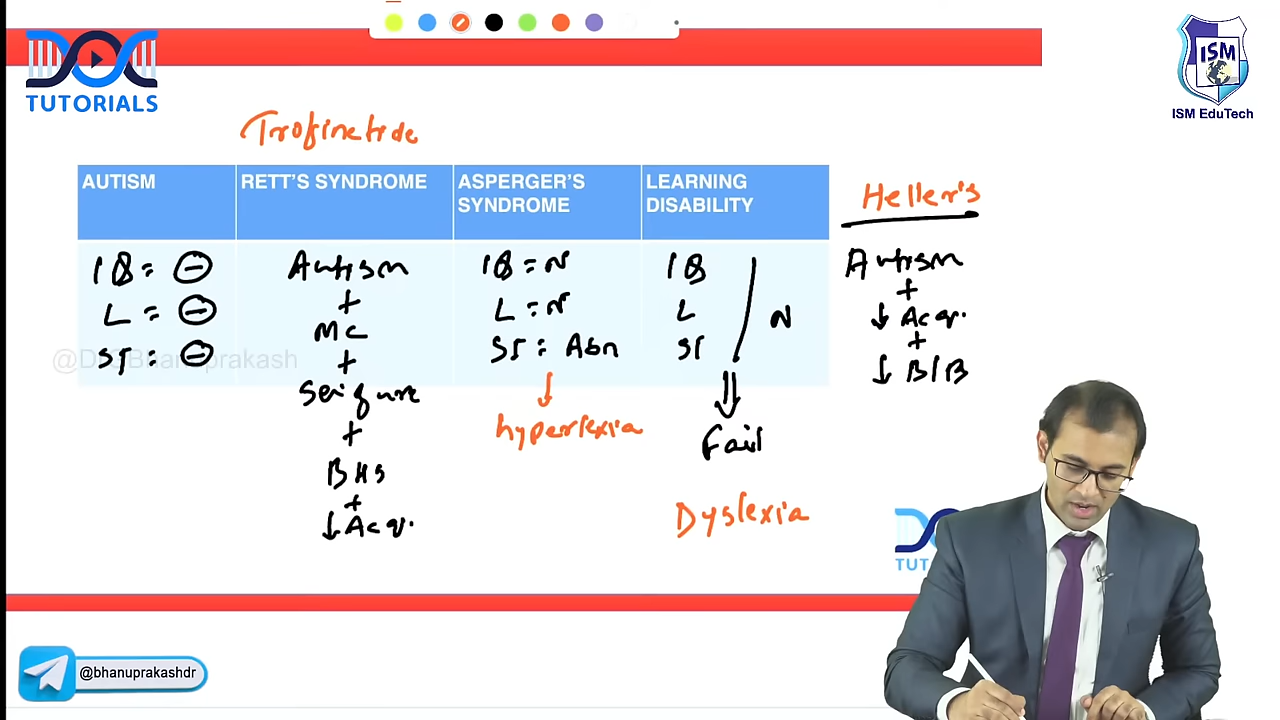 DOC
TUTORIALS
ISM
ISM EduTech
Trofinetide
AUTISM
RETT'S SYNDROME
ASPERGER'S
SYNDROME
LEARNING
DISABILITY
Heller's
IQ = ⊖
L = ⊖
SI = ⊖
Autism
+
MC
+
Seizure
+
BHS
+
↓ Acq.
IQ = N
L = N
SI = Abn
↓
hyperlexia
IQ
L
SI
N
⇓
Fail
Dyslexia
Autism
+
↓ Acq.
+
↓ B/B
@bhanuprakashdr